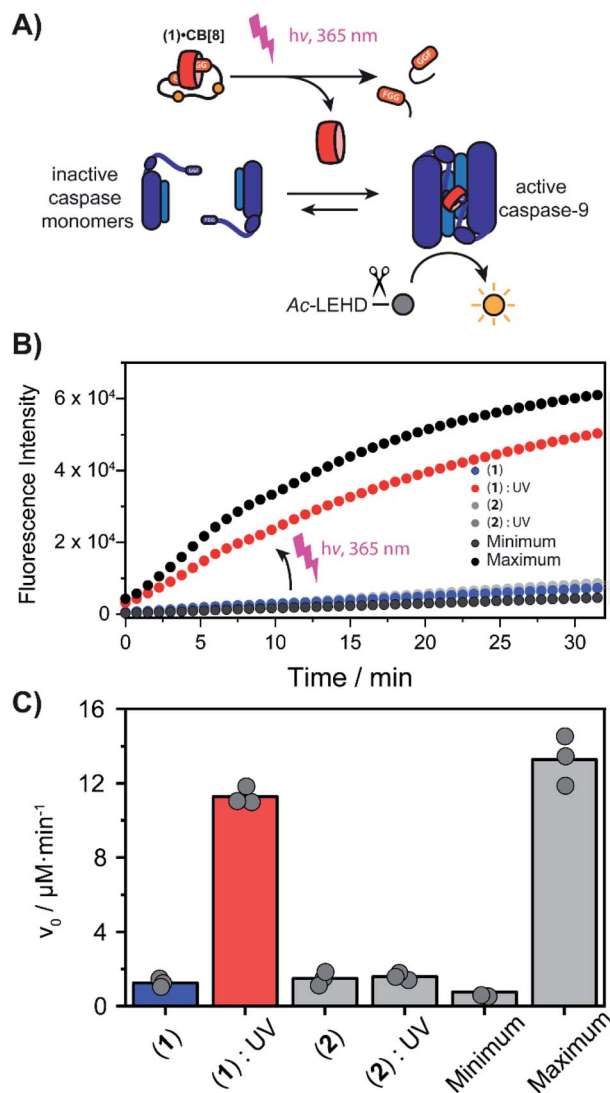 A)
(1)•CB[8]
hν, 365 nm
GG
GGF
FGG
inactive
caspase
monomers
GGF
FGG
active
caspase-9
Ac-LEHD
B)
Fluorescence Intensity
6 x 10⁴
4 x 10⁴
2 x 10⁴
0
(1)
(1) : UV
(2)
(2) : UV
Minimum
Maximum
hν, 365 nm
0 5 10 15 20 25 30
Time / min
C)
v₀ / µM·min⁻¹
16
12
8
4
0
(1)
(1) : UV
(2)
(2) : UV
Minimum
Maximum